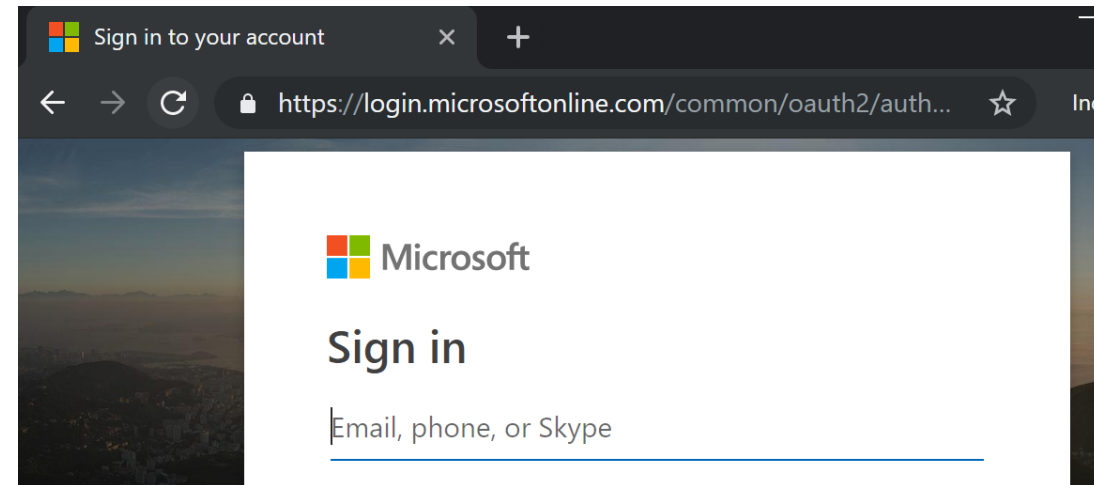 Sign in to your account
https://login.microsoftonline.com/common/oauth2/auth...
Microsoft
Sign in
Email, phone, or Skype